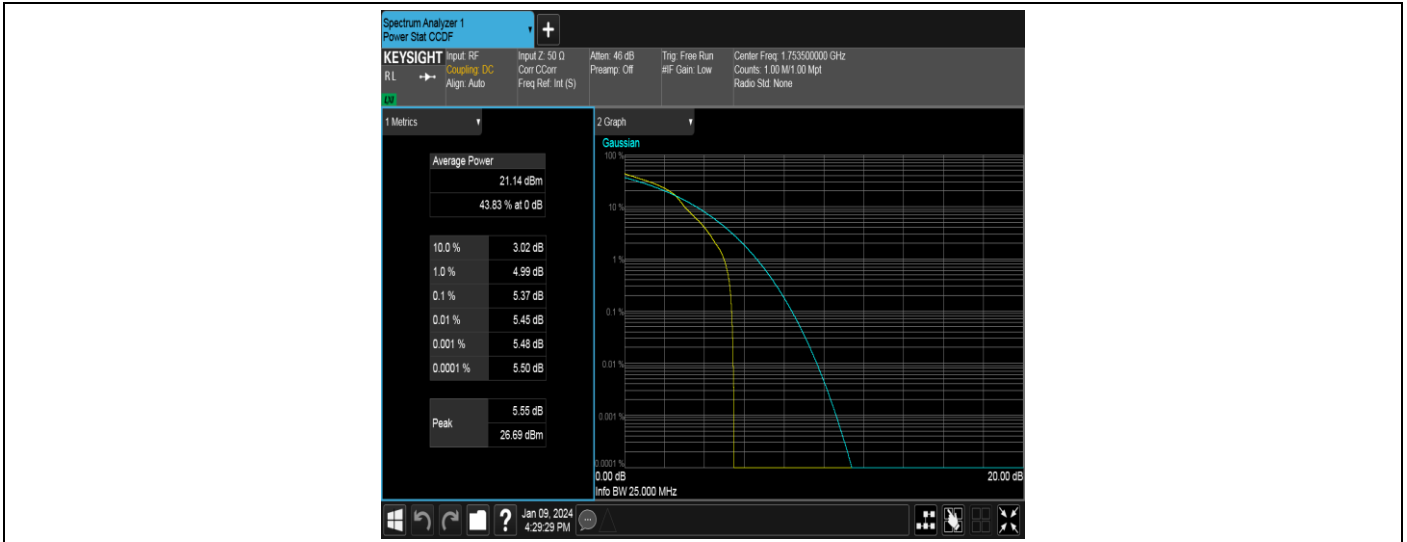 Spectrum Analyzer 1
Power Stat CCDF
+
KEYSIGHT
RL
LXI
Input: RF
Coupling: DC
Align: Auto
Input Z: 50 Ω
Corr CCorr
Freq Ref: Int (S)
Atten: 46 dB
Preamp: Off
Trig: Free Run
#IF Gain: Low
Center Freq: 1.753500000 GHz
Counts: 1.00 M/1.00 Mpt
Radio Std: None
1 Metrics
Average Power
21.14 dBm
43.83 % at 0 dB
10.0 % 3.02 dB
1.0 % 4.99 dB
0.1 % 5.37 dB
0.01 % 5.45 dB
0.001 % 5.48 dB
0.0001 % 5.50 dB
Peak
5.55 dB
26.69 dBm
2 Graph
Gaussian
100 %
10 %
1 %
0.1 %
0.01 %
0.001 %
0.0001 %
0.00 dB 20.00 dB
Info BW 25.000 MHz
?
Jan 09, 2024
4:29:29 PM